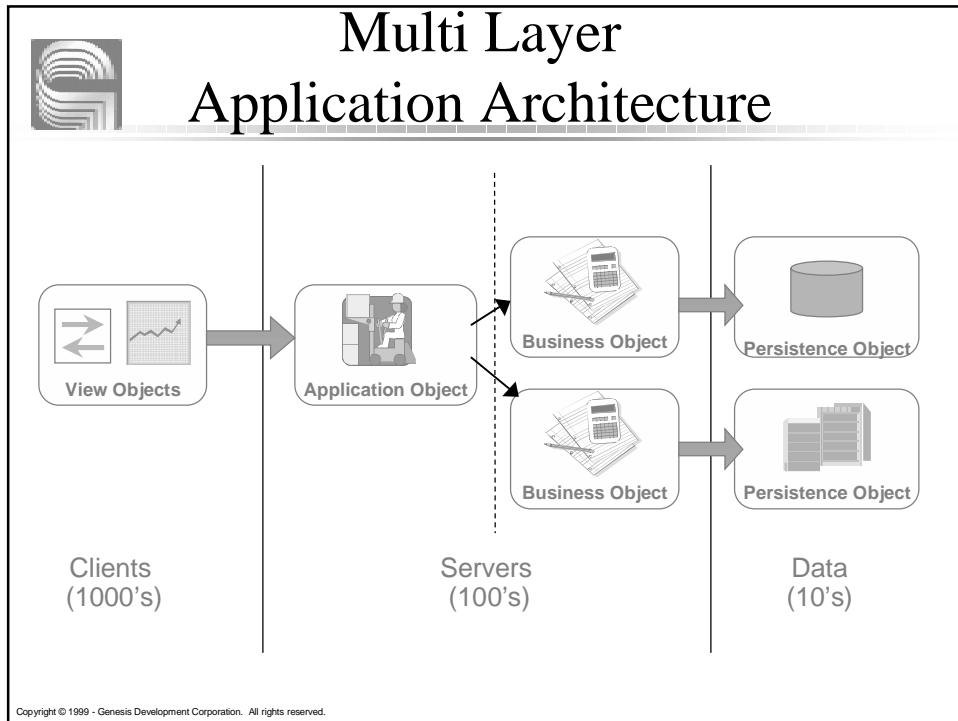 Multi Layer
Application Architecture
View Objects
Application Object
Business Object
Persistence Object
Business Object
Persistence Object
Clients
(1000's)
Servers
(100's)
Data
(10's)
Copyright © 1999 - Genesis Development Corporation. All rights reserved.